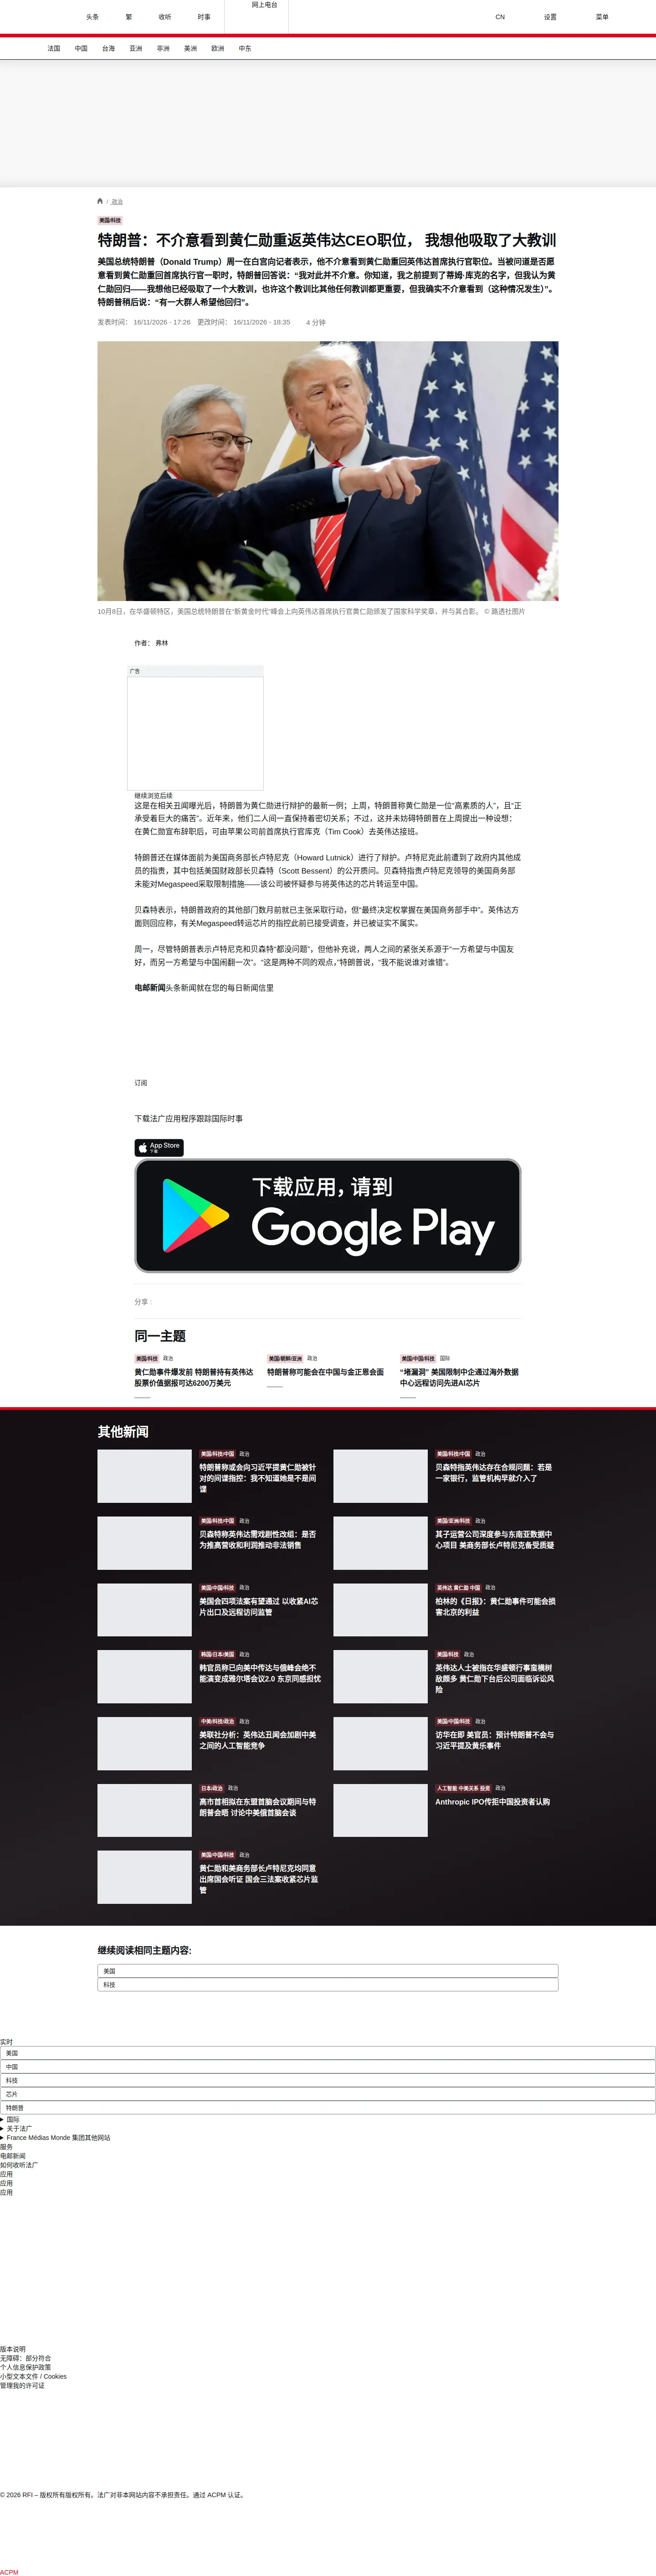 头条
繁
收听
时事
网上电台
CN
设置
菜单
法国
中国
台海
亚洲
非洲
美洲
欧洲
中东
/ 政治
美国/科技
特朗普：不介意看到黄仁勋重返英伟达CEO职位， 我想他吸取了大教训
美国总统特朗普（Donald Trump）周一在白宫向记者表示，他不介意看到黄仁勋重回英伟达首席执行官职位。当被问道是否愿
意看到黄仁勋重回首席执行官一职时，特朗普回答说：“我对此并不介意。你知道，我之前提到了蒂姆·库克的名字，但我认为黄
仁勋回归——我猜他已经吸取了一个大教训，也许这个教训比其他任何教训都更重要，但我确实不介意看到（这种情况发生）”。
特朗普稍后说：“有一大群人希望他回归”。
发表时间： 16/11/2026 - 17:26
更改时间： 16/11/2026 - 18:35
4 分钟
10月8日，在华盛顿特区，美国总统特朗普在“新黄金时代”峰会上向英伟达首席执行官黄仁勋颁发了国家科学奖章，并与其合影。 © 路透社图片
作者： 弗林
广告
继续浏览后续
这是在相关丑闻曝光后，特朗普为黄仁勋进行辩护的最新一例；上周，特朗普称黄仁勋是一位“高素质的人”，且“正
承受着巨大的痛苦”。近年来，他们二人间一直保持着密切关系；不过，这并未妨碍特朗普在上周提出一种设想：
在黄仁勋宣布辞职后，可由苹果公司前首席执行官库克（Tim Cook）去英伟达接班。
特朗普还在媒体面前为美国商务部长卢特尼克（Howard Lutnick）进行了辩护。卢特尼克此前遭到了政府内其他成
员的指责，其中包括美国财政部长贝森特（Scott Bessent）的公开质问。贝森特指责卢特尼克领导的美国商务部
未能对Megaspeed采取限制措施——该公司被怀疑参与将英伟达的芯片转运至中国。
贝森特表示，特朗普政府的其他部门数月前就已主张采取行动，但“最终决定权掌握在美国商务部手中”。英伟达方
面则回应称，有关Megaspeed转运芯片的指控此前已接受调查，并已被证实不属实。
周一，尽管特朗普表示卢特尼克和贝森特“都没问题”，但他补充说，两人之间的紧张关系源于“一方希望与中国友
好，而另一方希望与中国闹翻一次”。“这是两种不同的观点，”特朗普说，“我不能说谁对谁错”。
电邮新闻头条新闻就在您的每日新闻信里
订阅
下载法广应用程序跟踪国际时事
App Store
下载
下载应用，请到
Google Play
分享 :
同一主题
美国/科技 政治
黄仁勋事件爆发前 特朗普持有英伟达
股票价值据报可达6200万美元
美国/朝鲜/亚洲 政治
特朗普称可能会在中国与金正恩会面
美国/中国/科技 国际
“堵漏洞” 美国限制中企通过海外数据
中心远程访问先进AI芯片
其他新闻
美国/科技/中国 政治
特朗普称或会向习近平提黄仁勋被针
对的间谍指控：我不知道她是不是间
谍
美国/科技/中国 政治
贝森特指英伟达存在合规问题：若是
一家银行，监管机构早就介入了
美国/科技/中国 政治
贝森特称英伟达需戏剧性改组：是否
为推高营收和利润推动非法销售
美国/亚洲/科技 政治
其子运营公司深度参与东南亚数据中
心项目 美商务部长卢特尼克备受质疑
美国/中国/科技 政治
美国会四项法案有望通过 以收紧AI芯
片出口及远程访问监管
英伟达 黄仁勋 中国 政治
柏林的《日报》：黄仁勋事件可能会损
害北京的利益
韩国/日本/美国 政治
韩官员称已向美中传达与俄峰会绝不
能演变成雅尔塔会议2.0 东京同感担忧
美国/科技 政治
英伟达人士被指在华盛顿行事蛮横树
敌颇多 黄仁勋下台后公司面临诉讼风
险
中美/科技/政治 政治
美联社分析：英伟达丑闻会加剧中美
之间的人工智能竞争
美国/中国/科技 政治
访华在即 美官员：预计特朗普不会与
习近平提及黄乐事件
日本/政治 政治
高市首相拟在东盟首脑会议期间与特
朗普会晤 讨论中美俄首脑会谈
人工智能 中美关系 投资 政治
Anthropic IPO传拒中国投资者认购
美国/中国/科技 政治
黄仁勋和美商务部长卢特尼克均同意
出席国会听证 国会三法案收紧芯片监
管
继续阅读相同主题内容:
美国
科技
实时
美国
中国
科技
芯片
特朗普
国际
关于法广
France Médias Monde 集团其他网站
服务
电邮新闻
如何收听法广
应用
应用
应用
版本说明
无障碍：部分符合
个人信息保护政策
小型文本文件 / Cookies
管理我的许可证
© 2026 RFI – 版权所有版权所有。法广对非本网站内容不承担责任。通过 ACPM 认证。
ACPM